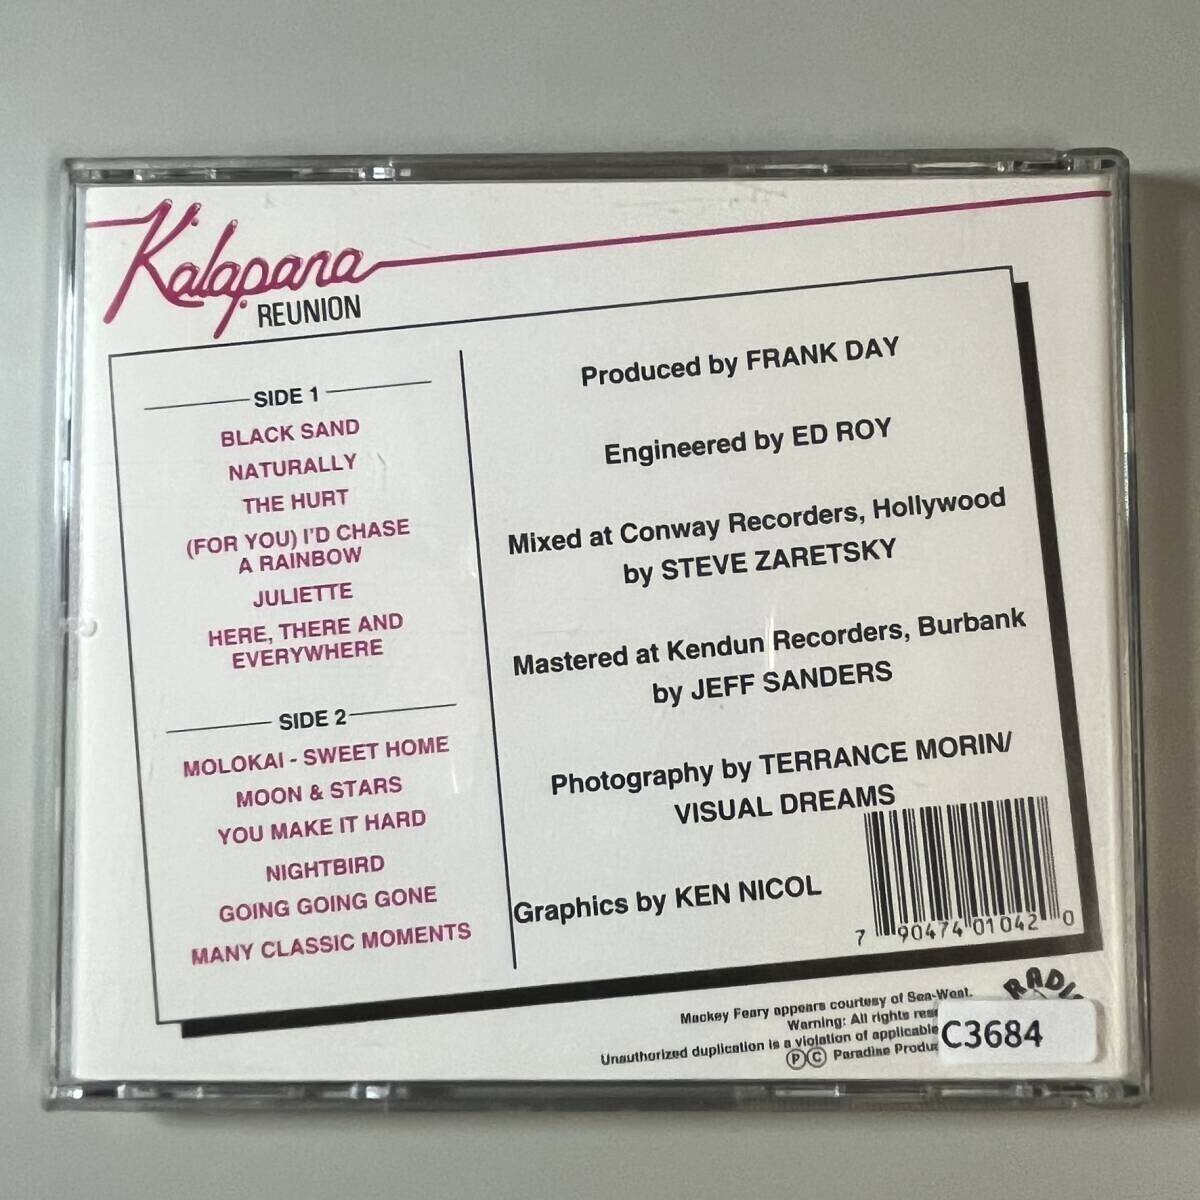 Kalapana
REUNION
SIDE 1
BLACK SAND
NATURALLY
THE HURT
(FOR YOU) I'D CHASE
A RAINBOW
JULIETTE
HERE, THERE AND
EVERYWHERE
SIDE 2
MOLOKAI - SWEET HOME
MOON & STARS
YOU MAKE IT HARD
NIGHTBIRD
GOING GOING GONE
MANY CLASSIC MOMENTS
Produced by FRANK DAY
Engineered by ED ROY
Mixed at Conway Recorders, Hollywood
by STEVE ZARETSKY
Mastered at Kendun Recorders, Burbank
by JEFF SANDERS
Photography by TERRANCE MORIN/
VISUAL DREAMS
Graphics by KEN NICOL
7 90474 01042 0
Mackey Feary appears courtesy of Sea-West.
Warning: All rights
Unauthorized duplication is a violation of applicable
Ⓟ Ⓒ Paradise
C3684